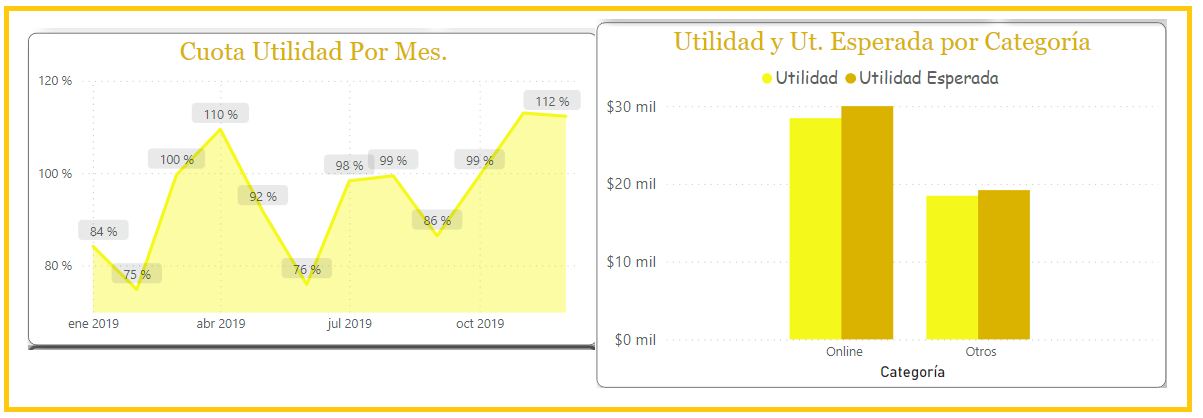 Cuota Utilidad Por Mes.
120 %
100 %
80 %
84 %
75 %
100 %
110 %
92 %
76 %
98 %
99 %
86 %
99 %
112 %
ene 2019
abr 2019
jul 2019
oct 2019
Utilidad y Ut. Esperada por Categoría
Utilidad
Utilidad Esperada
$30 mil
$20 mil
$10 mil
$0 mil
Online
Otros
Categoría